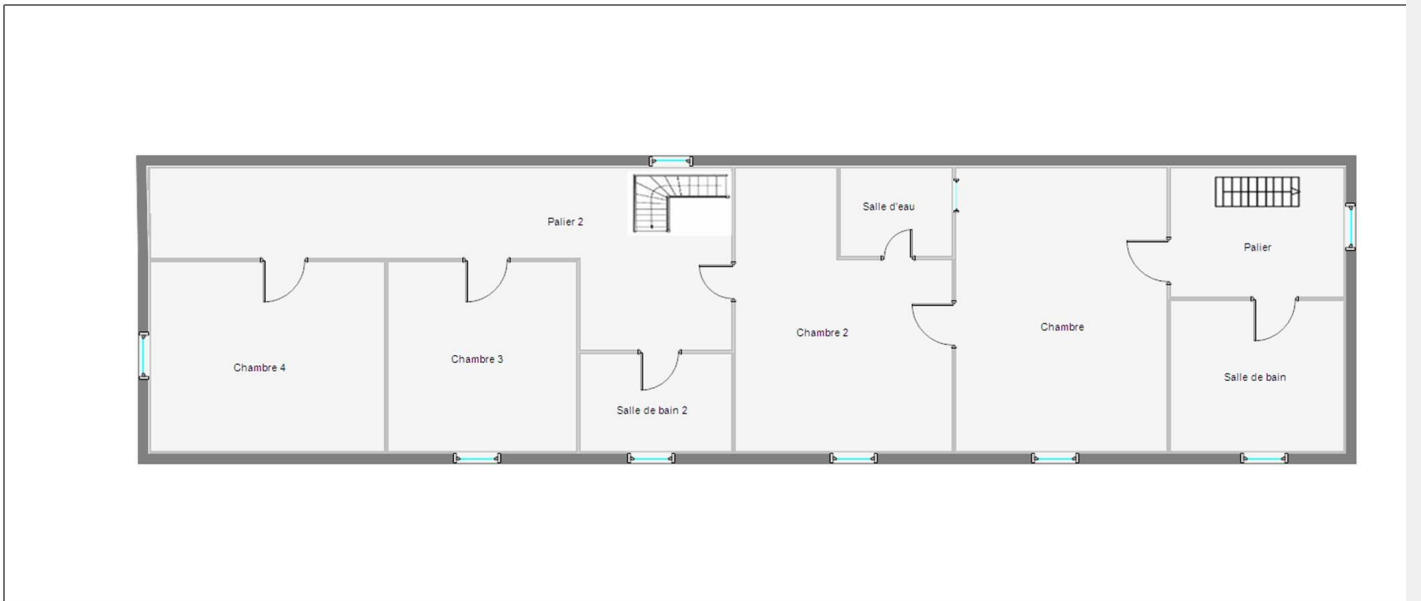 Salle d'eau
Palier 2
Palier
Chambre
Chambre 2
Chambre 3
Chambre 4
Salle de bain
Salle de bain 2